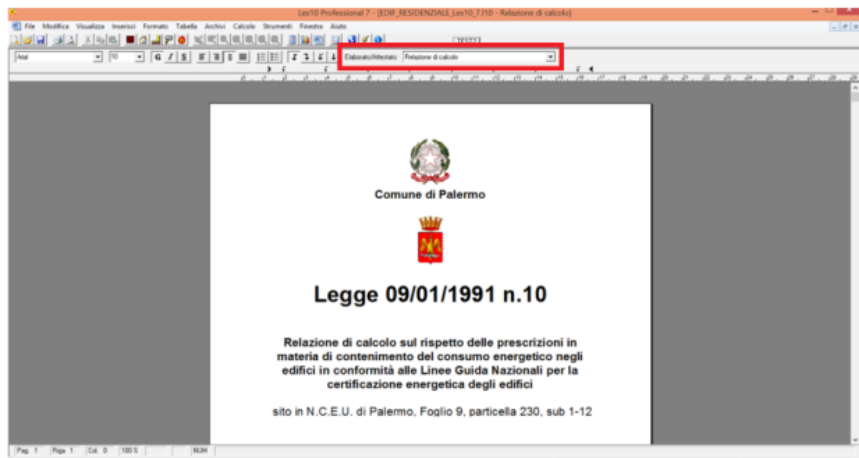 Lex10 Professional 7 - [EDIF_RESIDENZIALE_Lex10_7.l10 - Relazione di calcolo]
File Modifica Visualizza Inserisci Formato Tabella Archivi Calcolo Strumenti Finestra Aiuto
Arial 10 G I S Elaborato/Attestato: Relazione di calcolo
Comune di Palermo
Legge 09/01/1991 n.10
Relazione di calcolo sul rispetto delle prescrizioni in
materia di contenimento del consumo energetico negli
edifici in conformità alle Linee Guida Nazionali per la
certificazione energetica degli edifici
sito in N.C.E.U. di Palermo, Foglio 9, particella 230, sub 1-12
Pag. 1 Riga 1 Col. 0 100 % NUM